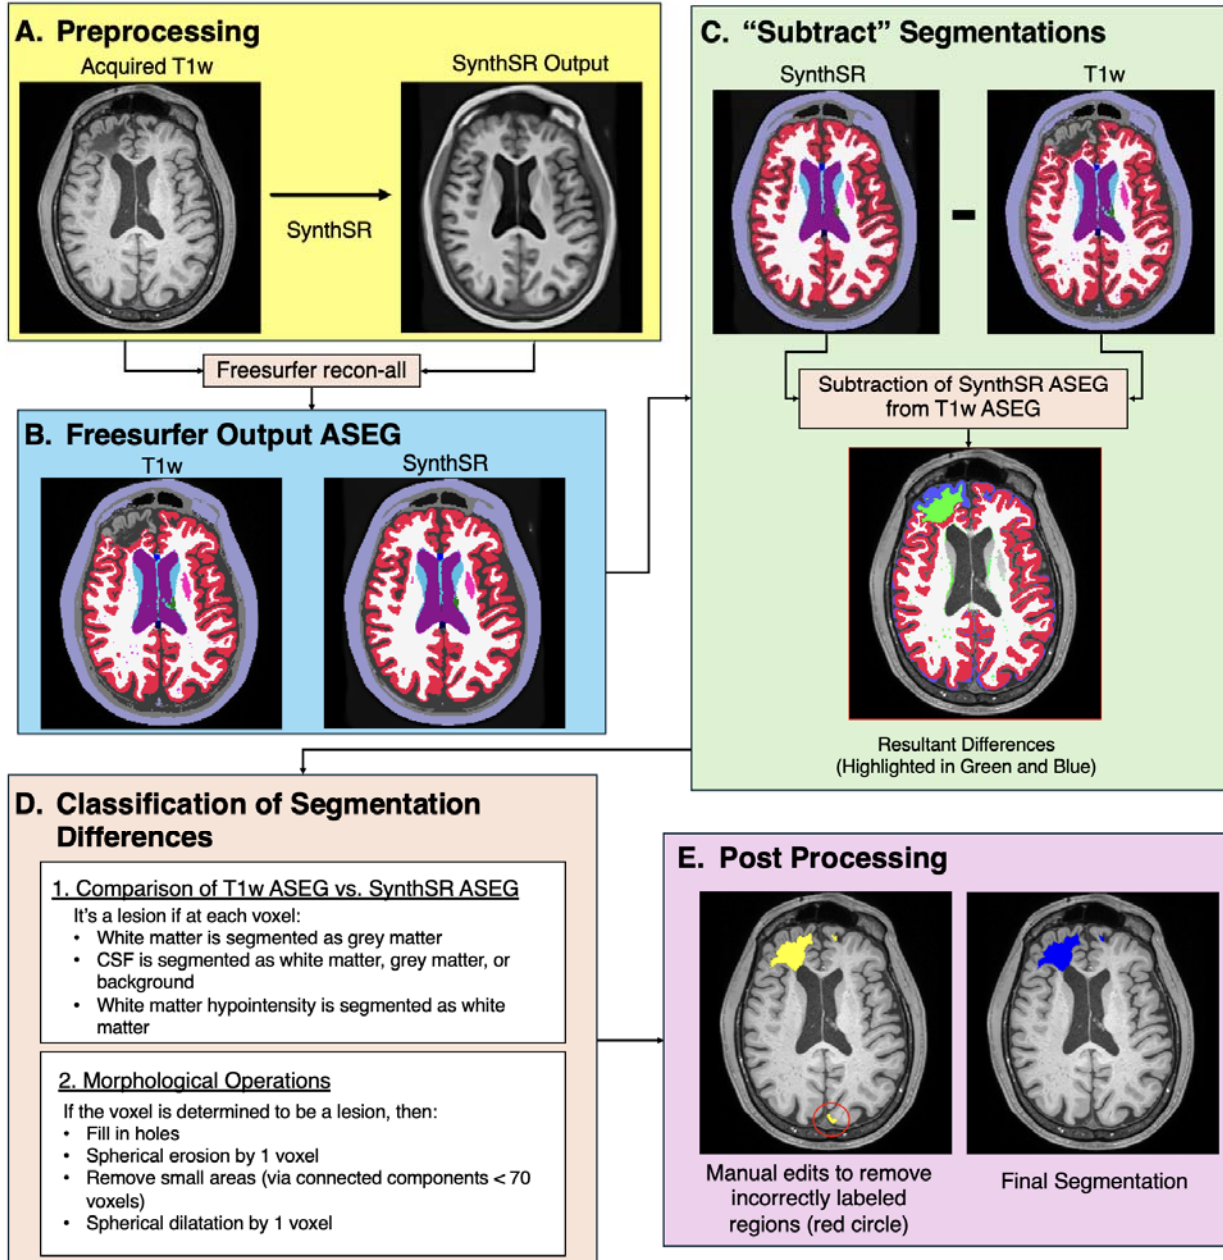 A. Preprocessing
Acquired T1w
SynthSR Output
SynthSR
Freesurfer recon-all
B. Freesurfer Output ASEG
T1w
SynthSR
C. “Subtract” Segmentations
SynthSR
T1w
-
Subtraction of SynthSR ASEG
from T1w ASEG
Resultant Differences
(Highlighted in Green and Blue)
D. Classification of Segmentation
Differences
1. Comparison of T1w ASEG vs. SynthSR ASEG
It's a lesion if at each voxel:
• White matter is segmented as grey matter
• CSF is segmented as white matter, grey matter, or
background
• White matter hypointensity is segmented as white
matter
2. Morphological Operations
If the voxel is determined to be a lesion, then:
• Fill in holes
• Spherical erosion by 1 voxel
• Remove small areas (via connected components < 70
voxels)
• Spherical dilatation by 1 voxel
E. Post Processing
Manual edits to remove
incorrectly labeled
regions (red circle)
Final Segmentation